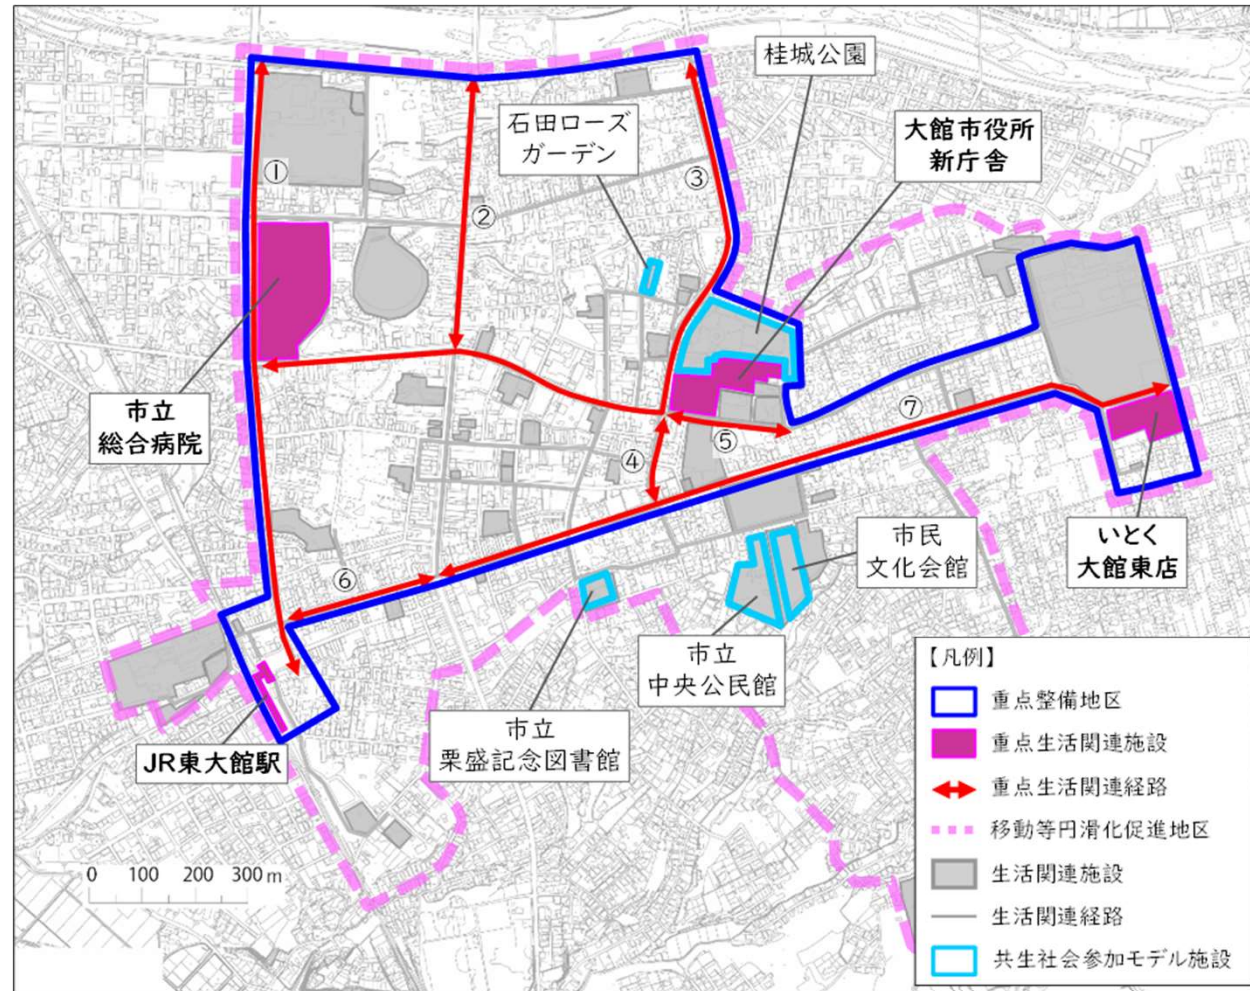 桂城公園
石田ローズ
ガーデン
大館市役所
新庁舎
①
②
③
市立
総合病院
④
⑤
⑦
⑥
いとく
大館東店
市民
文化会館
市立
中央公民館
市立
栗盛記念図書館
JR東大館駅
0 100 200 300m
【凡例】
重点整備地区
重点生活関連施設
重点生活関連経路
移動等円滑化促進地区
生活関連施設
生活関連経路
共生社会参加モデル施設